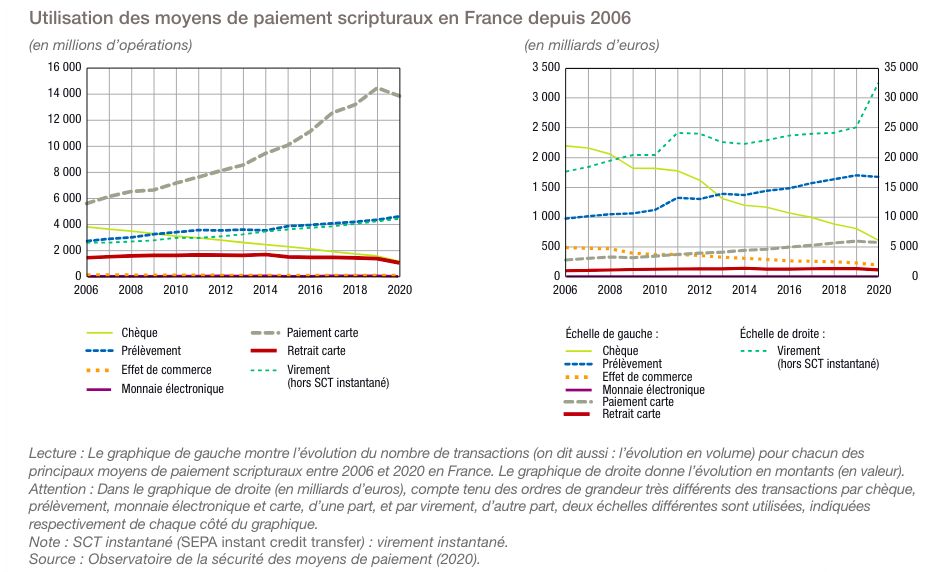 Utilisation des moyens de paiement scripturaux en France depuis 2006
(en millions d'opérations)
16 000
14 000
12 000
10 000
8 000
6 000
4 000
2 000
0
2006 2008 2010 2012 2014 2016 2018 2020
Chèque
Prélèvement
Effet de commerce
Monnaie électronique
Paiement carte
Retrait carte
Virement
(hors SCT instantané)
(en milliards d'euros)
3 500
3 000
2 500
2 000
1 500
1 000
500
0
35 000
30 000
25 000
20 000
15 000
10 000
5 000
0
2006 2008 2010 2012 2014 2016 2018 2020
Échelle de gauche :
Chèque
Prélèvement
Effet de commerce
Monnaie électronique
Paiement carte
Retrait carte
Échelle de droite :
Virement
(hors SCT instantané)
Lecture : Le graphique de gauche montre l'évolution du nombre de transactions (on dit aussi : l'évolution en volume) pour chacun des
principaux moyens de paiement scripturaux entre 2006 et 2020 en France. Le graphique de droite donne l'évolution en montants (en valeur).
Attention : Dans le graphique de droite (en milliards d'euros), compte tenu des ordres de grandeur très différents des transactions par chèque,
prélèvement, monnaie électronique et carte, d'une part, et par virement, d'autre part, deux échelles différentes sont utilisées, indiquées
respectivement de chaque côté du graphique.
Note : SCT instantané (SEPA instant credit transfer) : virement instantané.
Source : Observatoire de la sécurité des moyens de paiement (2020).